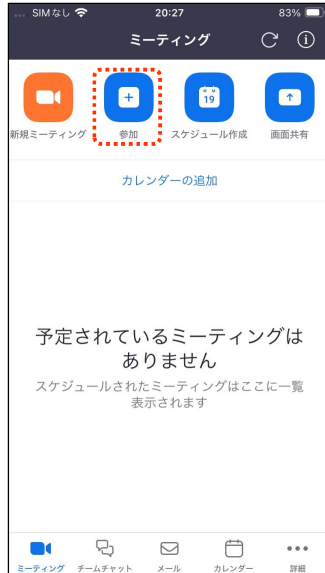 SIMなし 20:27 83%
ミーティング
19
新規ミーティング 参加 スケジュール作成 画面共有
カレンダーの追加
予定されているミーティングは
ありません
スケジュールされたミーティングはここに一覧
表示されます
ミーティング チームチャット メール カレンダー 詳細